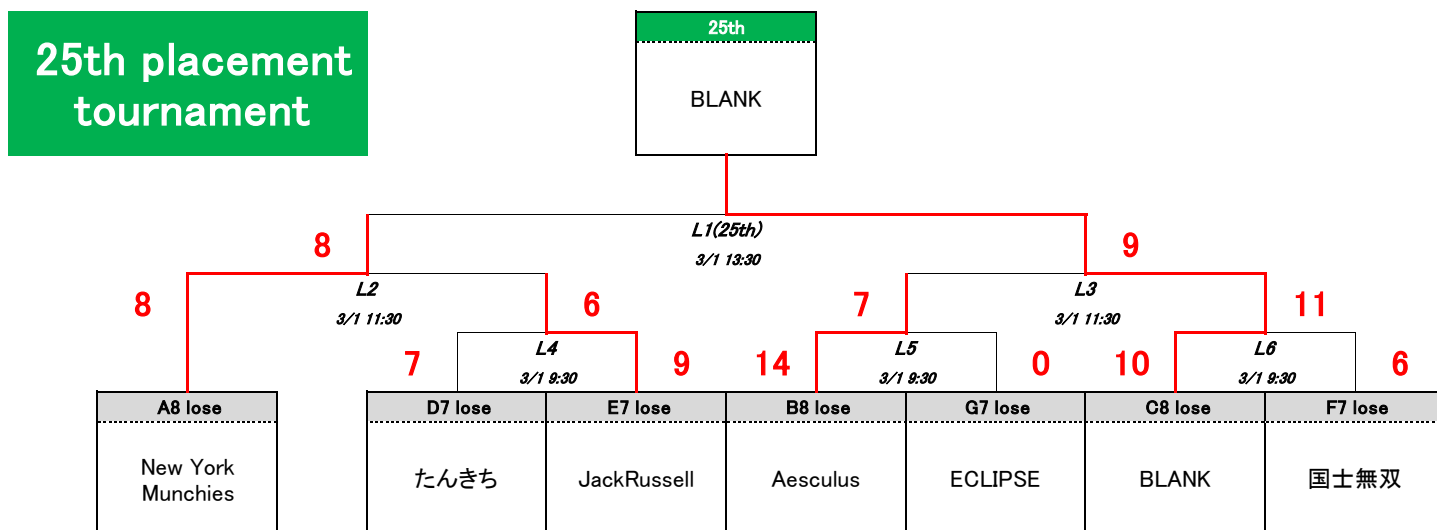 25th placement
tournament
25th
BLANK
L1(25th)
3/1 13:30
8
9
L2
3/1 11:30
L3
3/1 11:30
8
6
7
11
L4
3/1 9:30
L5
3/1 9:30
L6
3/1 9:30
7
9
14
0
10
6
A8 lose
D7 lose
E7 lose
B8 lose
G7 lose
C8 lose
F7 lose
New York
Munchies
たんきち
JackRussell
Aesculus
ECLIPSE
BLANK
国士無双